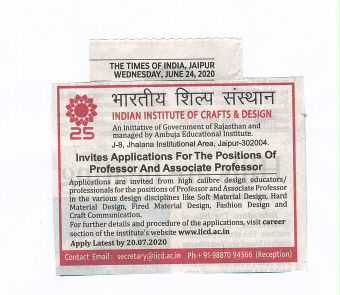 THE TIMES OF INDIA, JAIPUR
WEDNESDAY, JUNE 24, 2020
भारतीय शिल्प संस्थान
INDIAN INSTITUTE OF CRAFTS & DESIGN
25
An initiative of Government of Rajasthan and
managed by Ambuja Educational Institute.
J-8, Jhalana Institutional Area, Jaipur-302004.
Invites Applications For The Positions Of
Professor And Associate Professor
Applications are invited from high calibre design educators/
professionals for the positions of Professor and Associate Professor
in the various design disciplines like Soft Material Design, Hard
Material Design, Fired Material Design, Fashion Design and
Craft Communication.
For further details and procedure of the applications, visit career
section of the institute's website www.iicd.ac.in
Apply Latest by 20.07.2020
Contact Email : secretary@iicd.ac.in Ph + 91-98870 94566 (Reception)